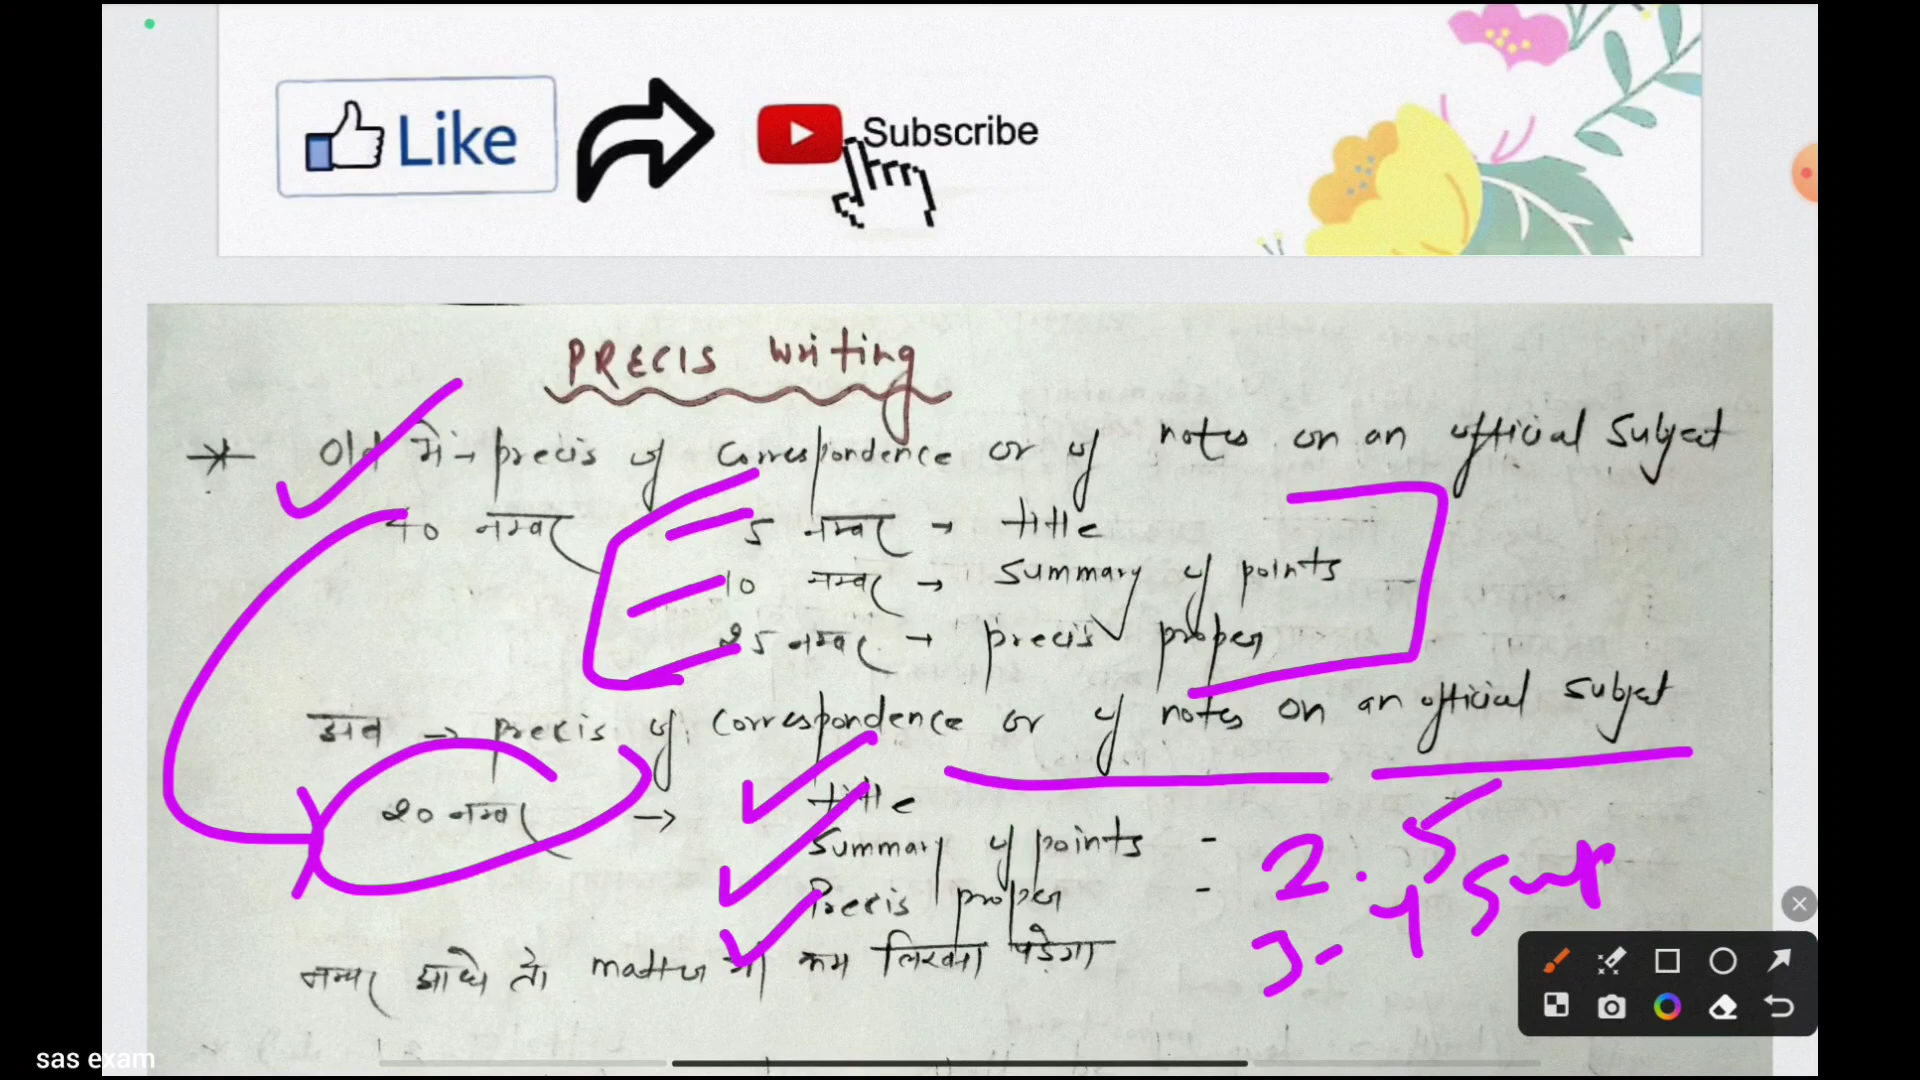 Like Subscribe
PRECIS Writing
Old में → precis of correspondence or of notes on an official subject
40 नम्बर 5 नम्बर → title
10 नम्बर → summary of points
25 नम्बर → precis proper
अब → precis of correspondence or of notes on an official subject
20 नम्बर → title
Summary of points -
Precis proper -
2.5
3-4
नम्बर आधे तो matter भी कम लिखना पड़ेगा
sas exam